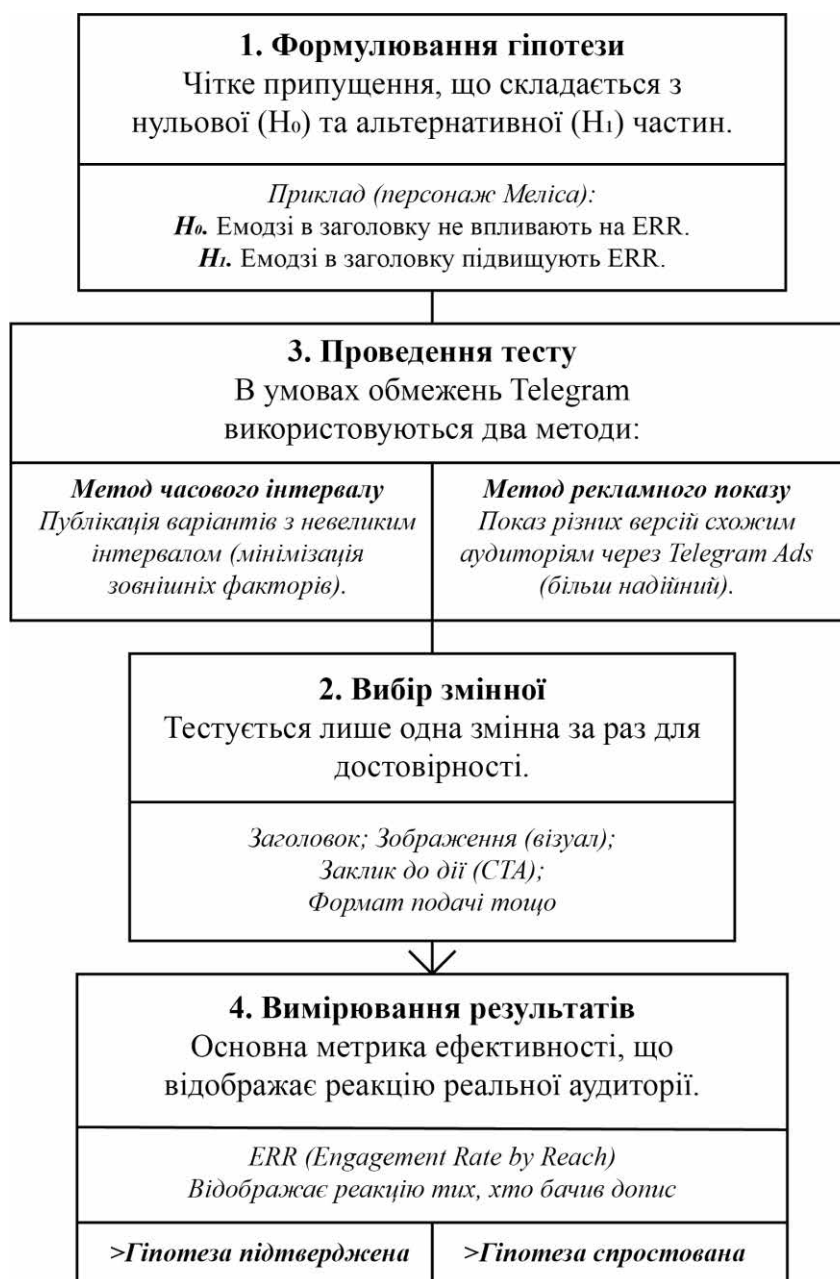 1. Формулювання гіпотези
Чітке припущення, що складається з
нульової (H₀) та альтернативної (H₁) частин.
Приклад (персонаж Меліса):
H₀. Емодзі в заголовку не впливають на ERR.
H₁. Емодзі в заголовку підвищують ERR.
3. Проведення тесту
В умовах обмежень Telegram
використовуються два методи:
Метод часового інтервалу
Публікація варіантів з невеликим
інтервалом (мінімізація
зовнішніх факторів).
Метод рекламного показу
Показ різних версій схожим
аудиторіям через Telegram Ads
(більш надійний).
2. Вибір змінної
Тестується лише одна змінна за раз для
достовірності.
Заголовок; Зображення (візуал);
Заклик до дії (CTA);
Формат подачі тощо
4. Вимірювання результатів
Основна метрика ефективності, що
відображає реакцію реальної аудиторії.
ERR (Engagement Rate by Reach)
Відображає реакцію тих, хто бачив допис
>Гіпотеза підтверджена
>Гіпотеза спростована